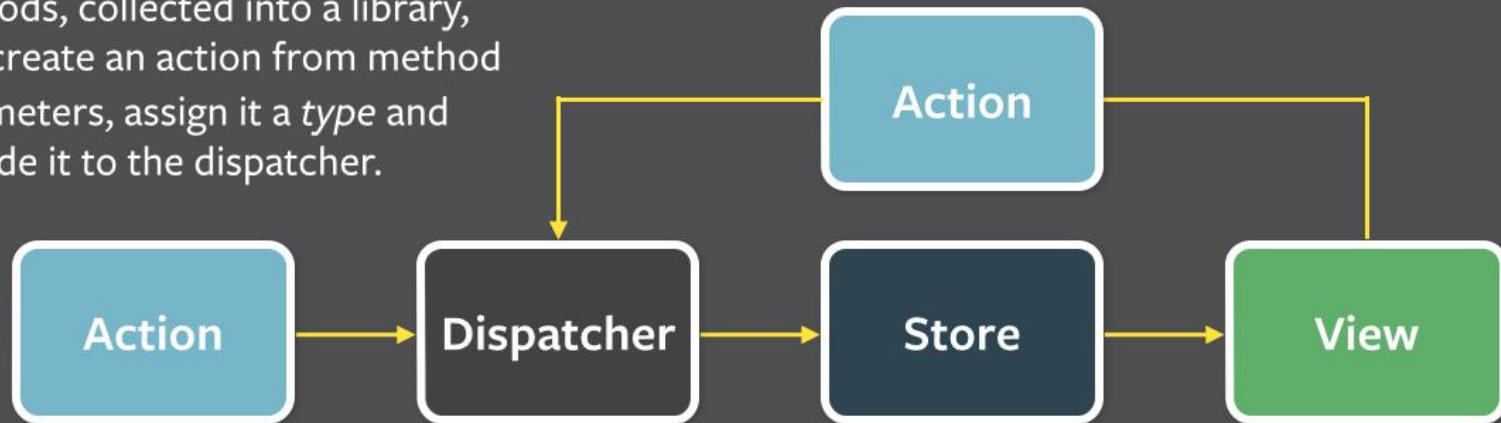 ods, collected into a library,
create an action from method
meters, assign it a type and
de it to the dispatcher.
Action
Action
Dispatcher
Store
View